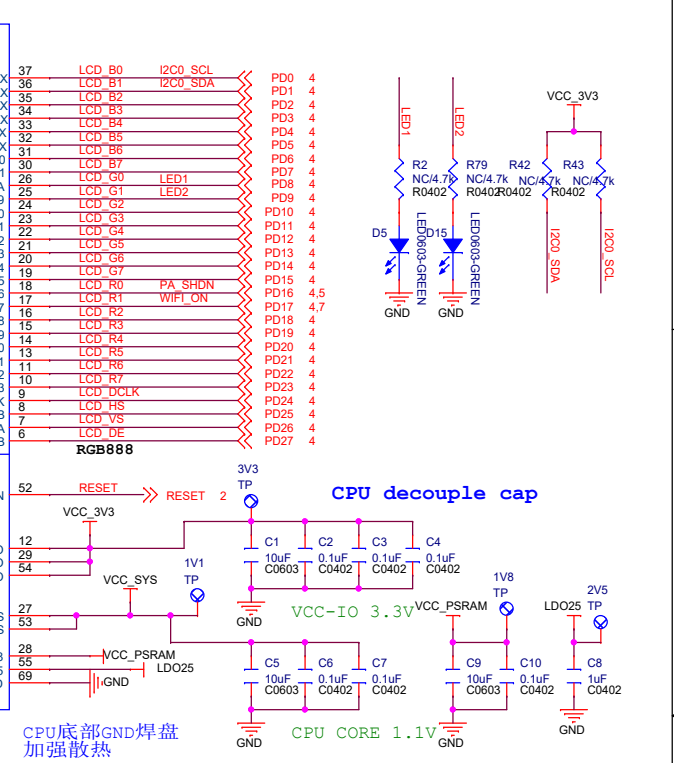 37 LCD_B0 I2C0_SCL PD0 4
36 LCD_B1 I2C0_SDA PD1 4
35 LCD_B2 PD2 4
34 LCD_B3 PD3 4
33 LCD_B4 PD4 4
32 LCD_B5 PD5 4
31 LCD_B6 PD6 4
30 LCD_B7 PD7 4
26 LCD_G0 LED1 PD8 4
25 LCD_G1 LED2 PD9 4
24 LCD_G2 PD10 4
23 LCD_G3 PD11 4
22 LCD_G4 PD12 4
21 LCD_G5 PD13 4
20 LCD_G6 PD14 4
19 LCD_G7 PD15 4
18 LCD_R0 PA_SHDN PD16 4,5
17 LCD_R1 WIFI_ON PD17 4,7
16 LCD_R2 PD18 4
15 LCD_R3 PD19 4
14 LCD_R4 PD20 4
13 LCD_R5 PD21 4
11 LCD_R6 PD22 4
10 LCD_R7 PD23 4
9 LCD_DCLK PD24 4
8 LCD_HS PD25 4
7 LCD_VS PD26 4
6 LCD_DE PD27 4
RGB888
LED1
LED2
VCC_3V3
R2
NC/4.7k
R0402
R79
NC/4.7k
R0402
R42
NC/4.7k
R0402
R43
NC/4.7k
R0402
D5
LED0603-GREEN
D15
LED0603-GREEN
I2C0_SDA
I2C0_SCL
GND
GND
52 RESET RESET 2
CPU decouple cap
VCC_3V3
12
29
54
3V3
TP
C1
10uF
C0603
C2
0.1uF
C0402
C3
0.1uF
C0402
C4
0.1uF
C0402
GND
VCC-IO 3.3V
VCC_SYS
1V1
TP
27
53
28 VCC_PSRAM
55 LDO25
69 GND
C5
10uF
C0603
C6
0.1uF
C0402
C7
0.1uF
C0402
GND
CPU CORE 1.1V
VCC_PSRAM
1V8
TP
C9
10uF
C0603
C10
0.1uF
C0402
GND
LDO25
2V5
TP
C8
1uF
C0402
GND
CPU底部GND焊盘
加强散热